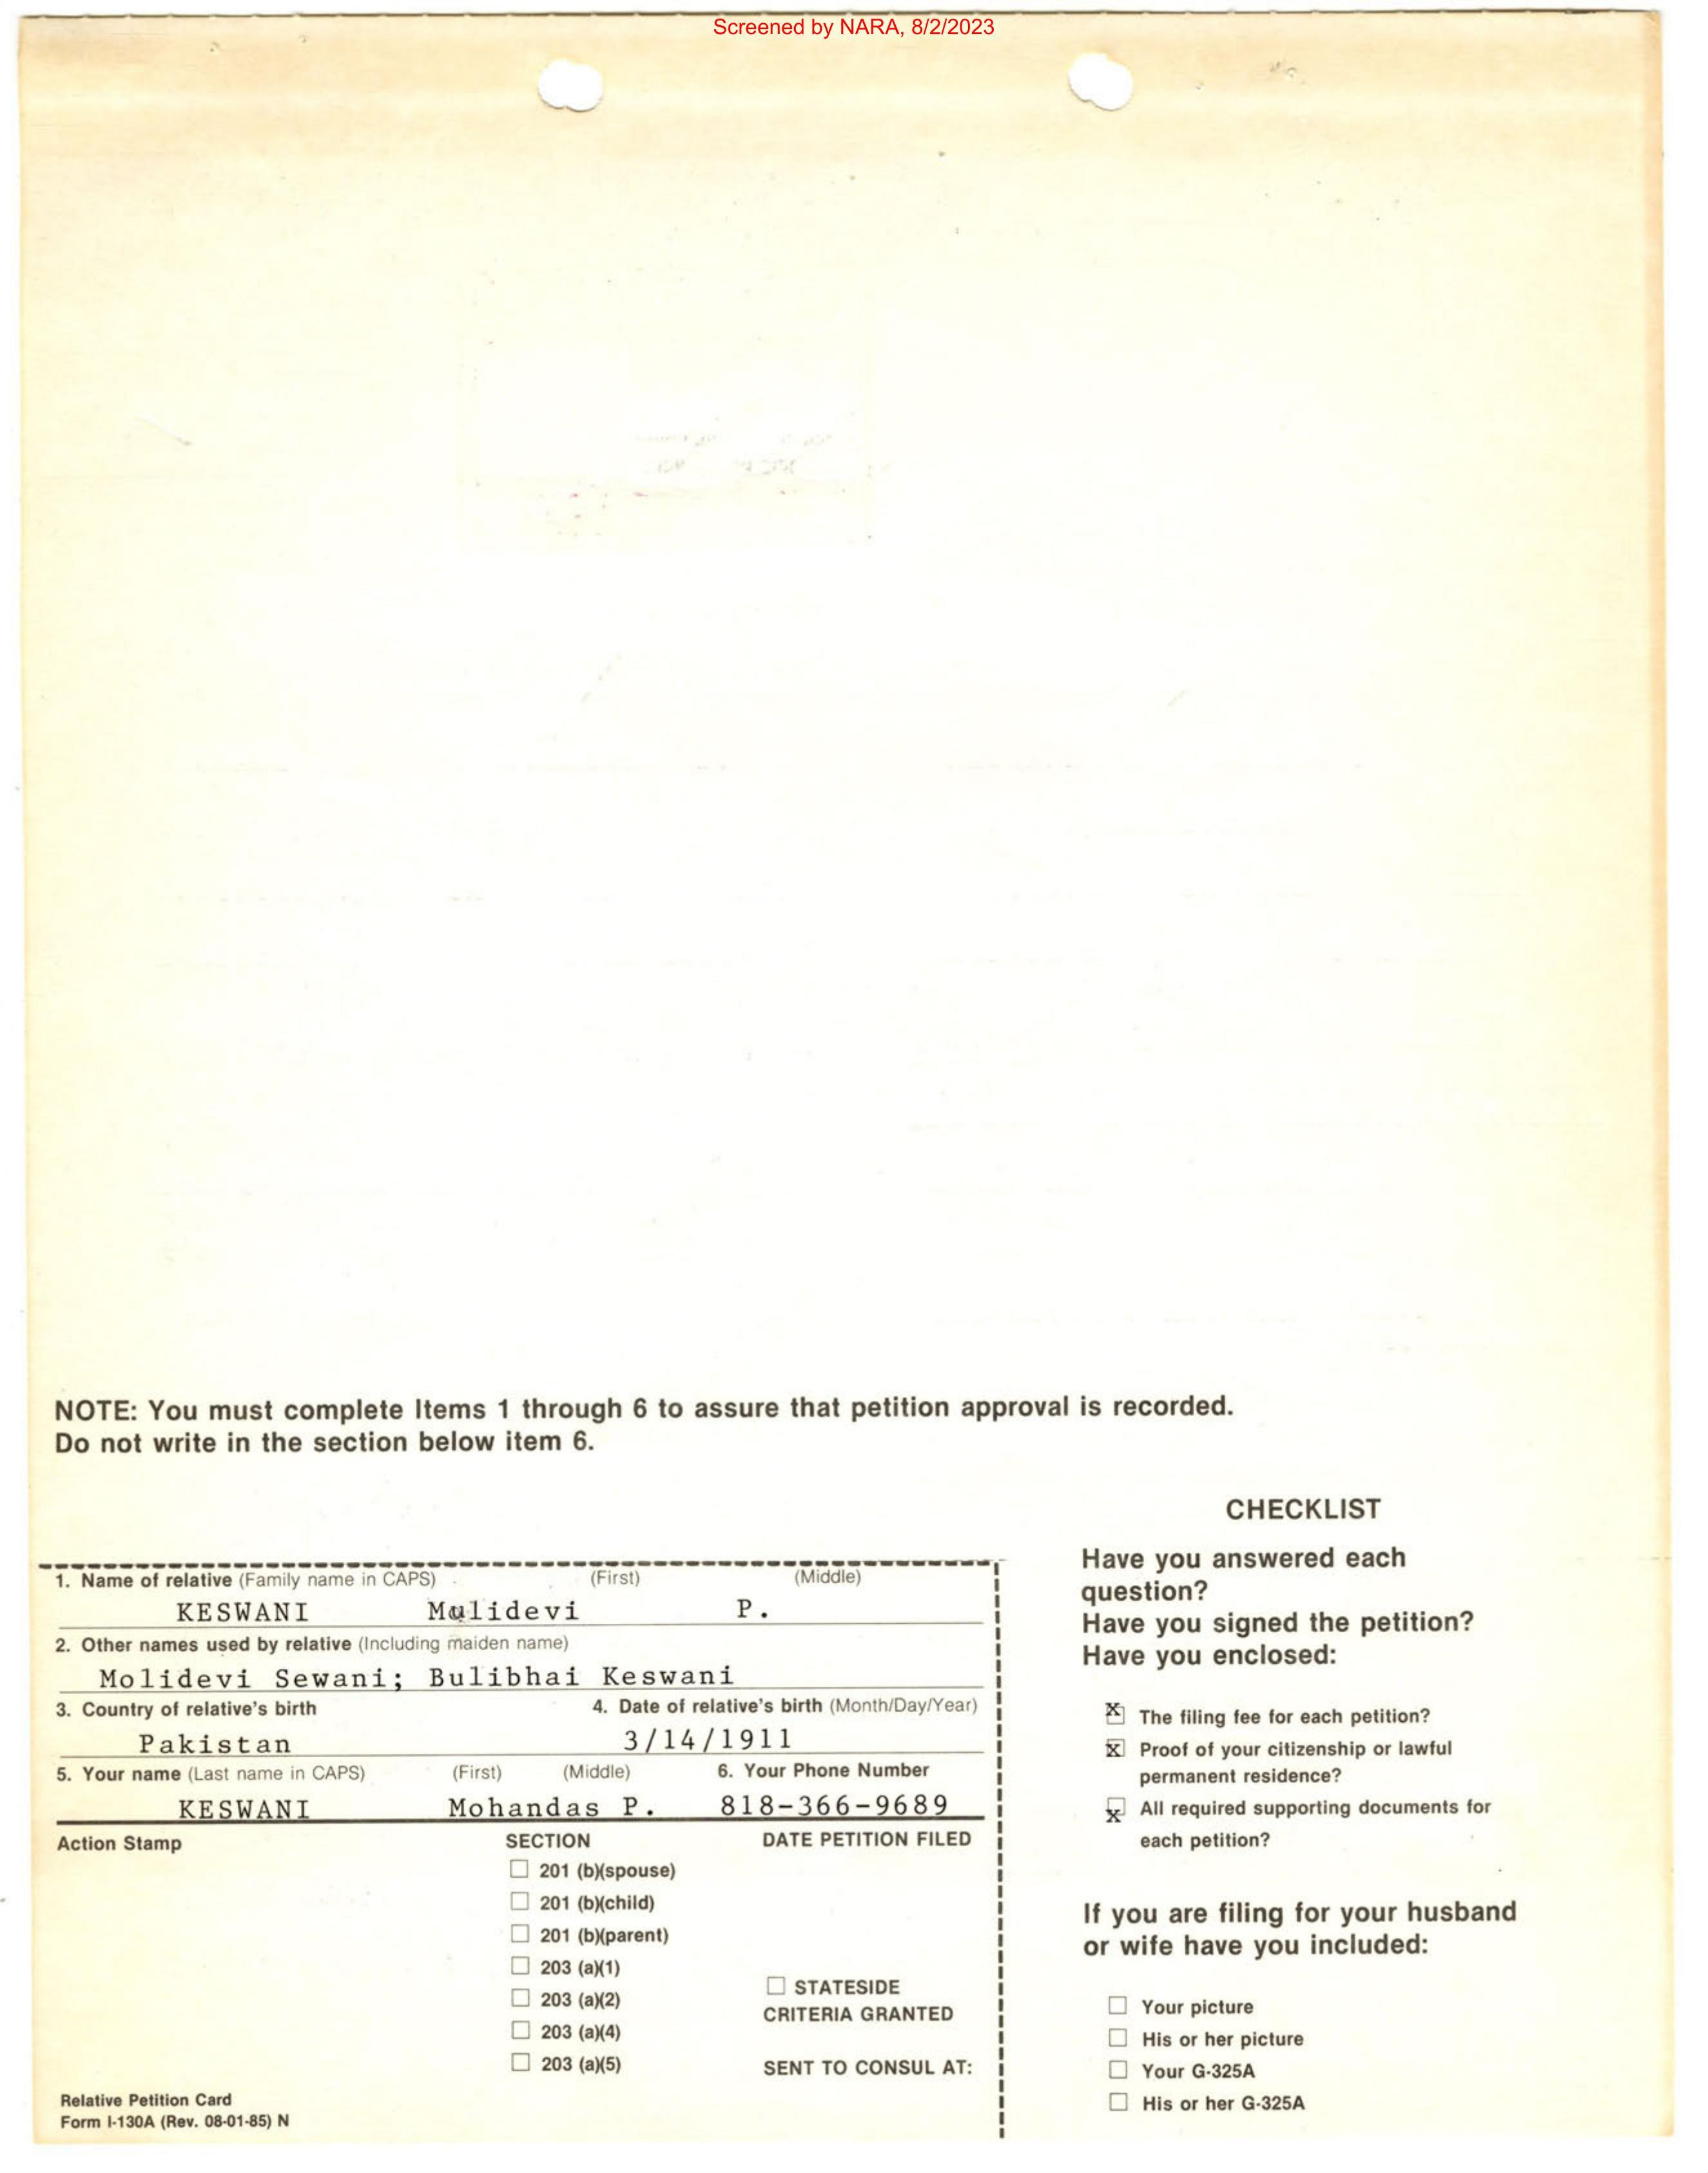 Screened by NARA, 8/2/2023
NOTE: You must complete Items 1 through 6 to assure that petition approval is recorded.
Do not write in the section below item 6.
1. Name of relative (Family name in CAPS) (First) (Middle)
KESWANI Mulidevi P.
2. Other names used by relative (Including maiden name)
Molidevi Sewani; Bulibhai Keswani
3. Country of relative's birth 4. Date of relative's birth (Month/Day/Year)
Pakistan 3/14/1911
5. Your name (Last name in CAPS) (First) (Middle) 6. Your Phone Number
KESWANI Mohandas P. 818-366-9689
Action Stamp SECTION DATE PETITION FILED
☐ 201 (b)(spouse)
☐ 201 (b)(child)
☐ 201 (b)(parent)
☐ 203 (a)(1)
☐ 203 (a)(2)
☐ 203 (a)(4)
☐ 203 (a)(5)
☐ STATESIDE
CRITERIA GRANTED
SENT TO CONSUL AT:
Relative Petition Card
Form I-130A (Rev. 08-01-85) N
CHECKLIST
Have you answered each
question?
Have you signed the petition?
Have you enclosed:
☒ The filing fee for each petition?
☒ Proof of your citizenship or lawful
permanent residence?
☒ All required supporting documents for
each petition?
If you are filing for your husband
or wife have you included:
☐ Your picture
☐ His or her picture
☐ Your G-325A
☐ His or her G-325A